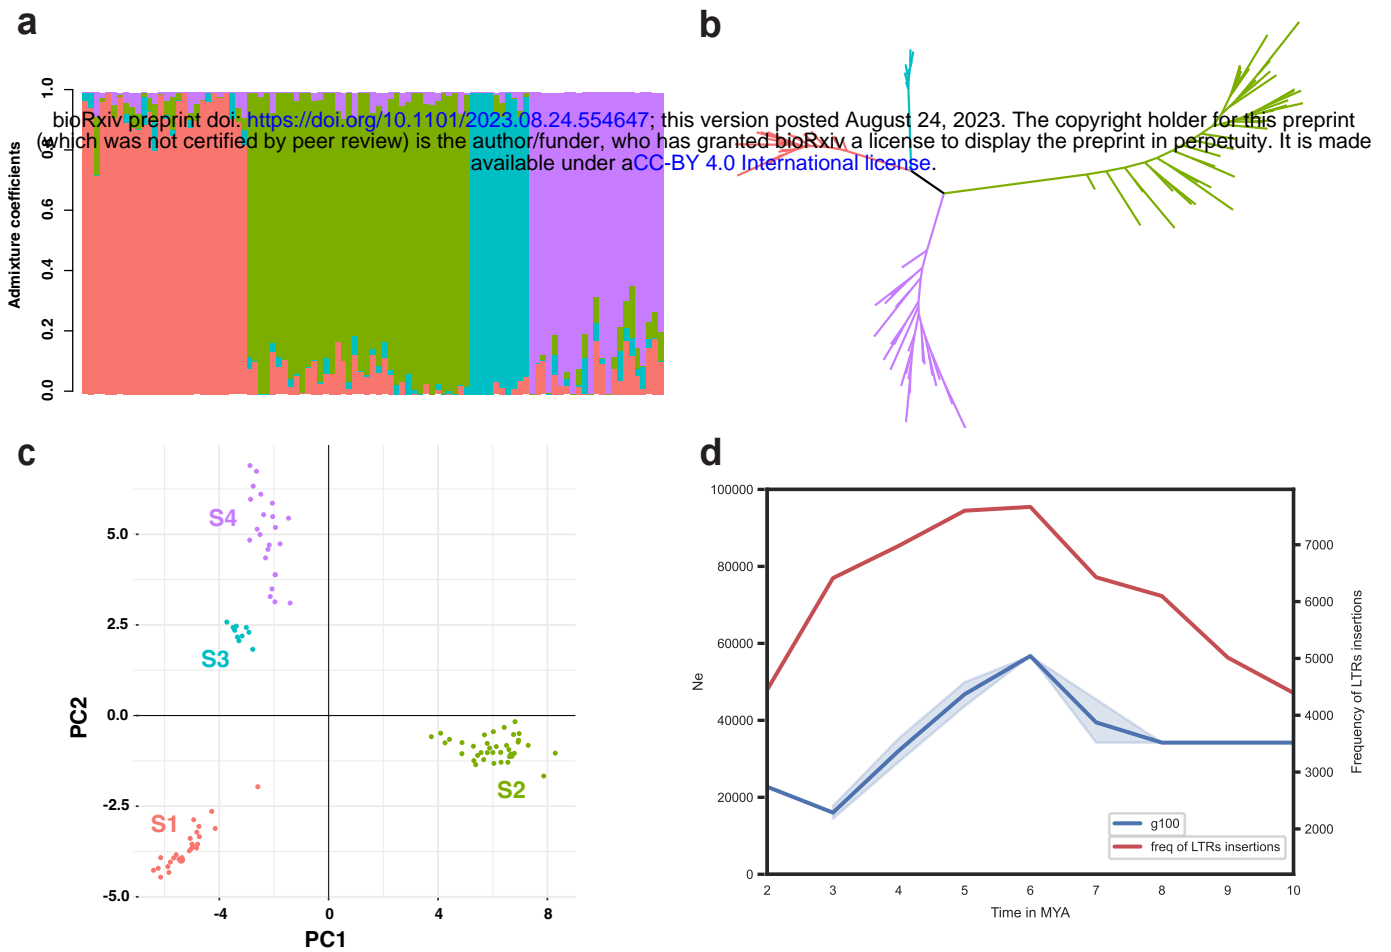 a
b
1.0
0.8
0.6
0.4
0.2
0.0
Admixture coefficients
bioRxiv preprint doi: https://doi.org/10.1101/2023.08.24.554647; this version posted August 24, 2023. The copyright holder for this preprint
(which was not certified by peer review) is the author/funder, who has granted bioRxiv a license to display the preprint in perpetuity. It is made
available under aCC-BY 4.0 International license.
c
5.0
2.5
0.0
-2.5
-5.0
PC2
S4
S3
S2
S1
-4
0
4
8
PC1
d
100000
80000
60000
40000
20000
0
Ne
7000
6000
5000
4000
3000
2000
Frequency of LTRs insertions
g100
freq of LTRs insertions
2 3 4 5 6 7 8 9 10
Time in MYA